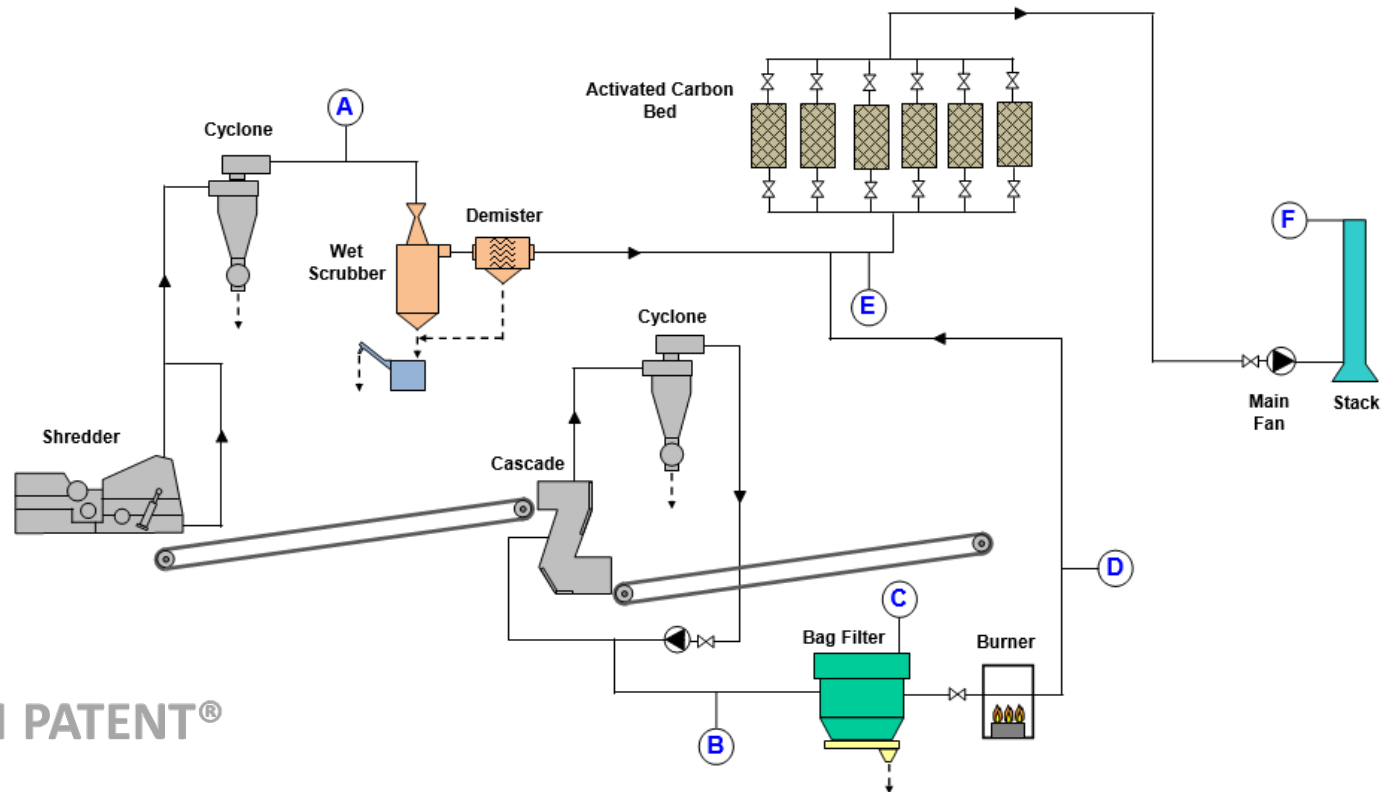 Activated Carbon
Bed
A
Cyclone
Demister
Wet
Scrubber
F
E
Cyclone
Main
Fan
Stack
Shredder
Cascade
D
C
Bag Filter
Burner
B
PATENT®